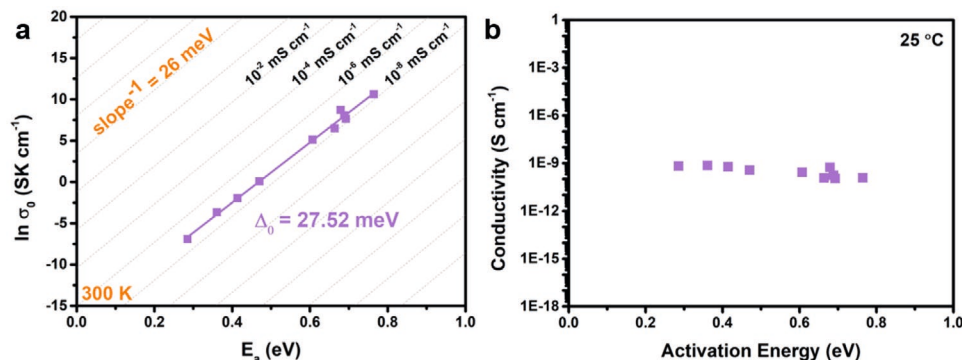 a
20
15
10
5
0
-5
-10
-15
ln σ₀ (SK cm⁻¹)
slope⁻¹ = 26 meV
10⁻² mS cm⁻¹
10⁻⁴ mS cm⁻¹
10⁻⁶ mS cm⁻¹
10⁻⁸ mS cm⁻¹
Δ₀ = 27.52 meV
300 K
0.0 0.2 0.4 0.6 0.8 1.0
Eₐ (eV)
b
25 °C
1E-3
1E-6
1E-9
1E-12
1E-15
1E-18
Conductivity (S cm⁻¹)
0.0 0.2 0.4 0.6 0.8 1.0
Activation Energy (eV)